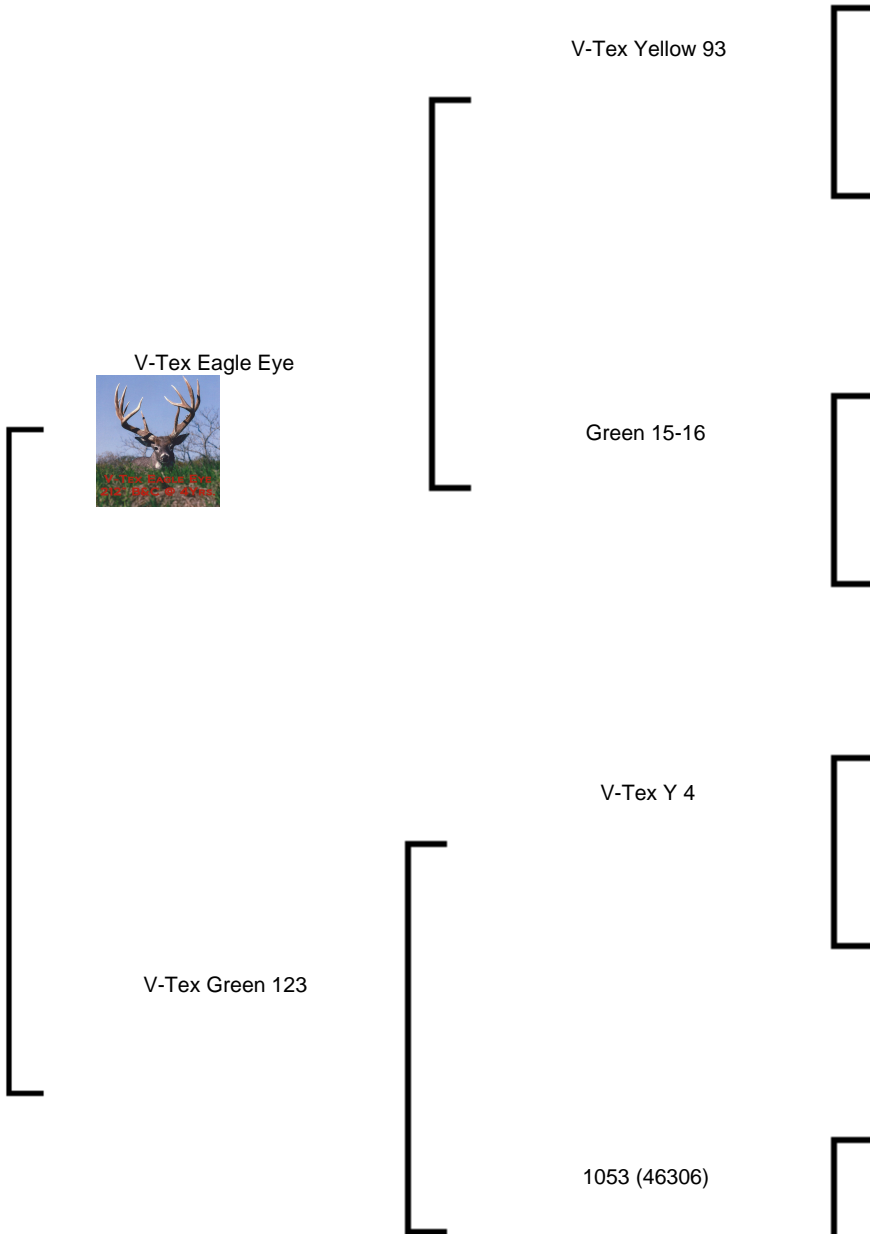 V-Tex Yellow 93
V-Tex Eagle Eye
Green 15-16
V-Tex Y 4
V-Tex Green 123
1053 (46306)